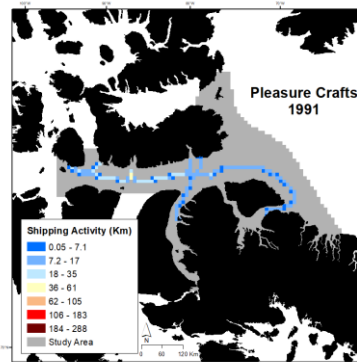 Pleasure Crafts
1991
Shipping Activity (Km)
0.05 - 7.1
7.2 - 17
18 - 35
36 - 61
62 - 105
106 - 183
184 - 288
Study Area
N
0
60
120 Km